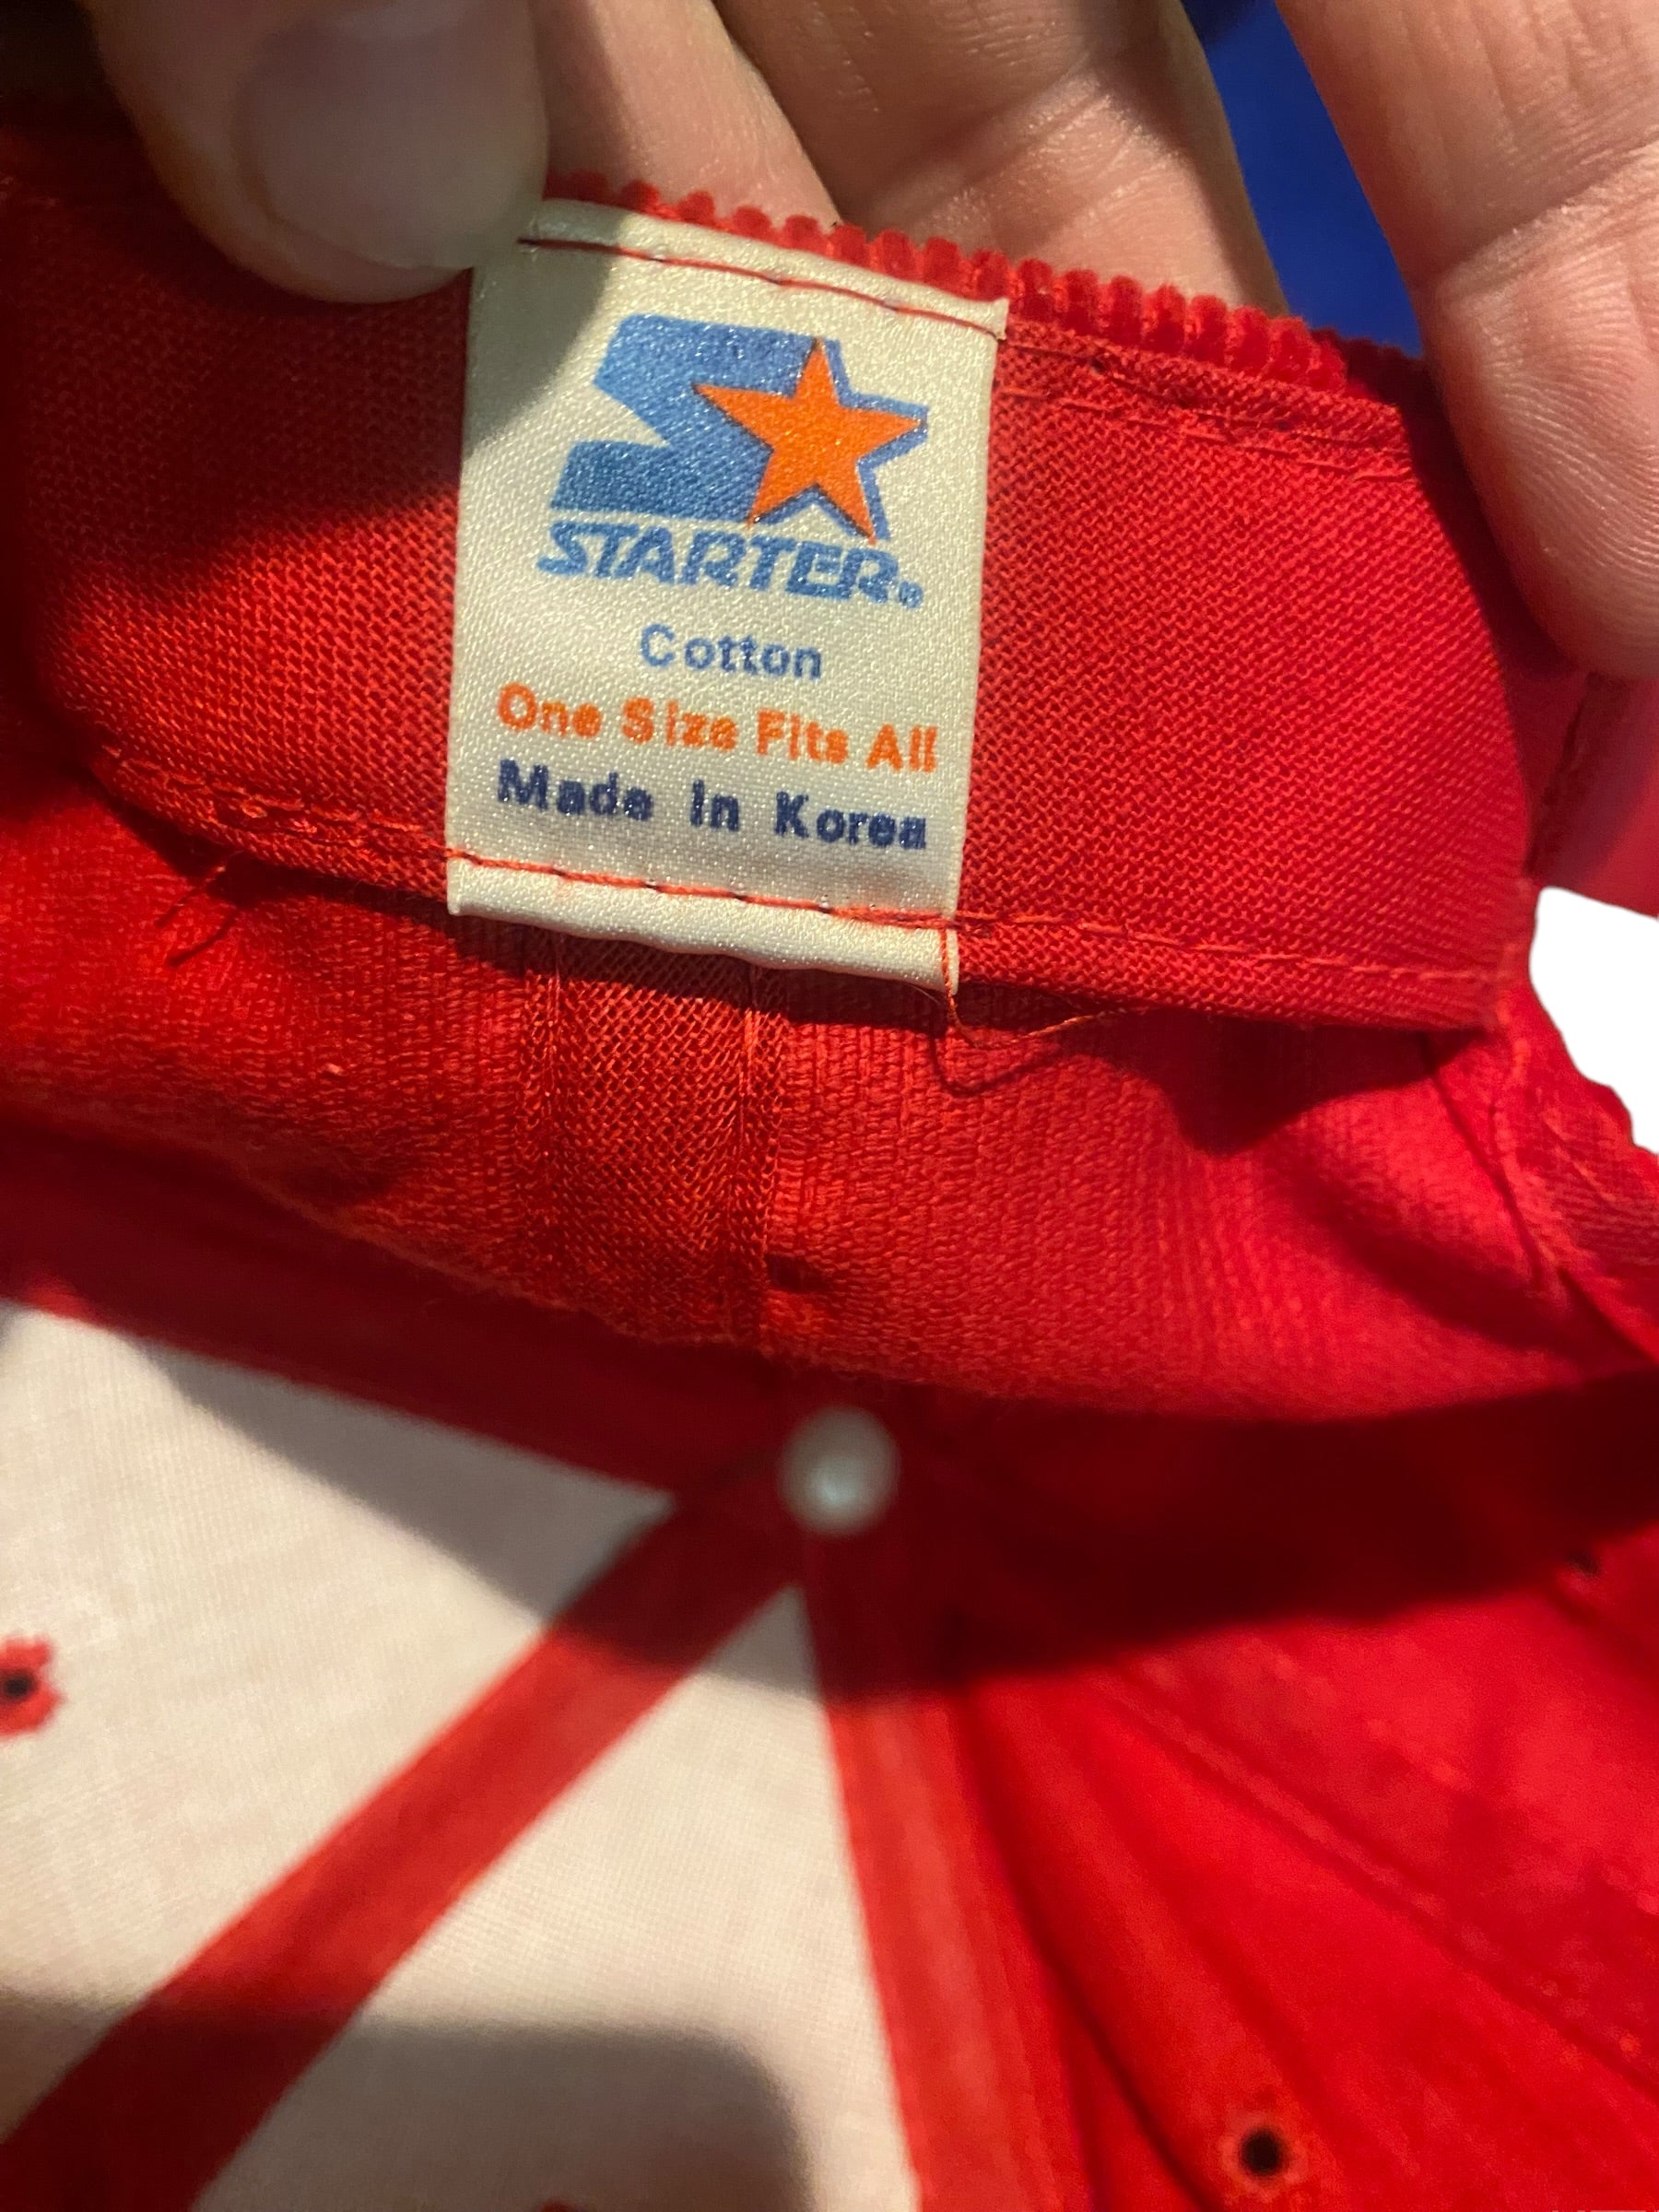 STARTER®
Cotton
One Size Fits All
Made In Korea